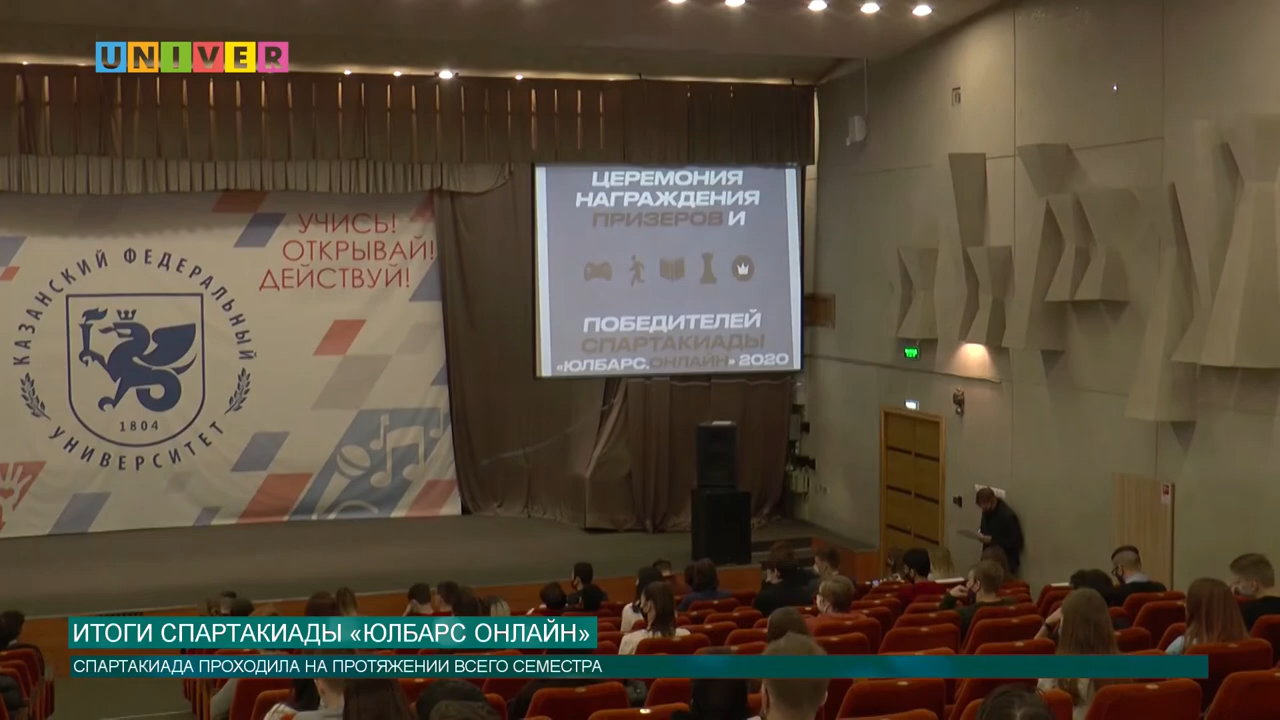 UNIVER
УЧИСЬ!
ОТКРЫВАЙ!
ДЕЙСТВУЙ!
КАЗАНСКИЙ ФЕДЕРАЛЬНЫЙ
УНИВЕРСИТЕТ
1804
ЦЕРЕМОНИЯ
НАГРАЖДЕНИЯ
ПРИЗЕРОВ И
ПОБЕДИТЕЛЕЙ
СПАРТАКИАДЫ
«ЮЛБАРС.ОНЛАЙН» 2020
ИТОГИ СПАРТАКИАДЫ «ЮЛБАРС ОНЛАЙН»
СПАРТАКИАДА ПРОХОДИЛА НА ПРОТЯЖЕНИИ ВСЕГО СЕМЕСТРА